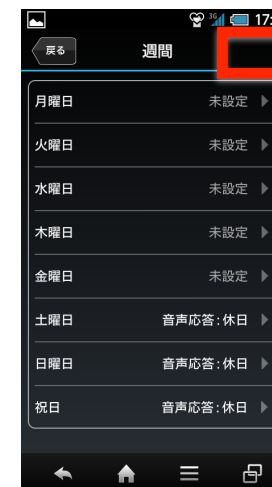 3G 17:
戻る 週間
月曜日 未設定
火曜日 未設定
水曜日 未設定
木曜日 未設定
金曜日 未設定
土曜日 音声応答:休日
日曜日 音声応答:休日
祝日 音声応答:休日